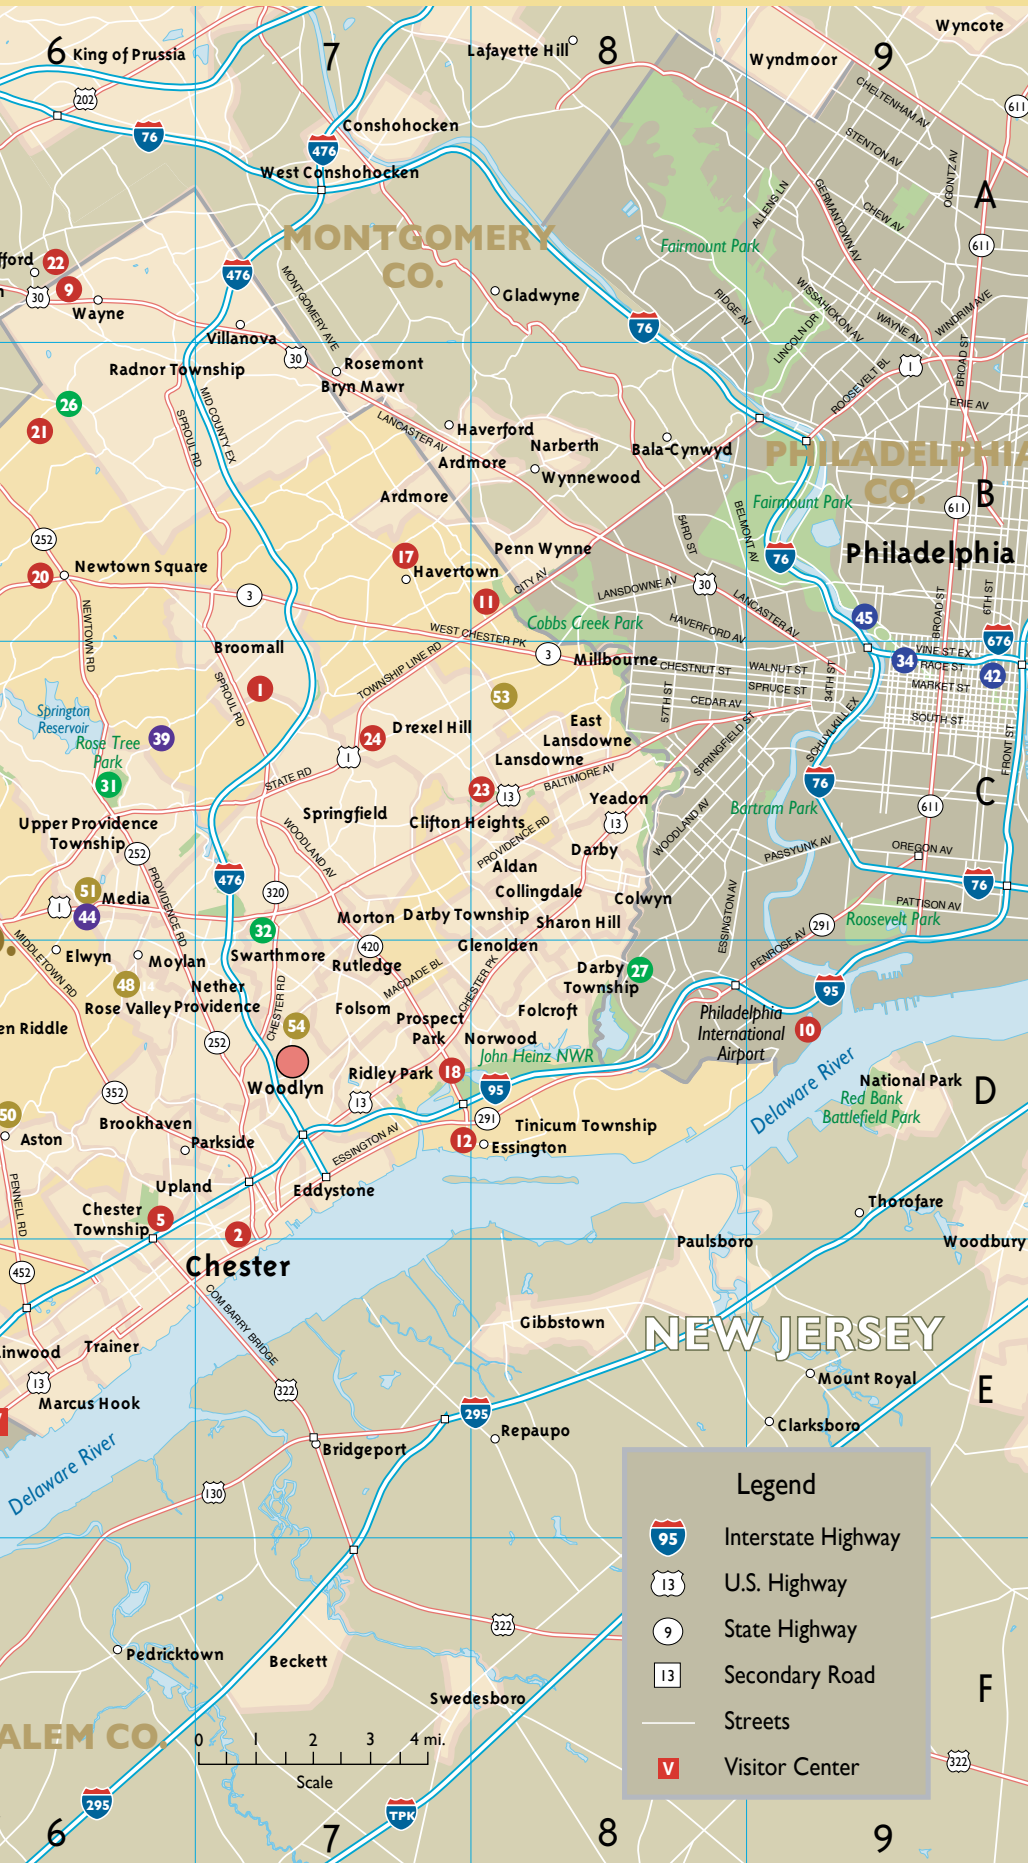 6
7
8
9
King of Prussia
Lafayette Hill
Wyncote
Wyndmoor
202
76
Conshohocken
476
West Conshohocken
611
CHELTENHAM AV
STENTON AV
OGONTZ AV
A
ALLENS LN
GERMANTOWN AV
CHEW AV
MONTGOMERY
CO.
Fairmount Park
611
22
30
9
Wayne
476
MONTGOMERY AVE
Gladwyne
76
RIDGE AV
WISSAHICKON AV
LINCOLN DR
WAYNE AV
WINDRIM AVE
Villanova
30
Rosemont
Bryn Mawr
Radnor Township
BROAD ST
1
ROOSEVELT BL
ERIE AV
26
21
SPROUL RD
MID COUNTY EX
LANCASTER AV
Haverford
Ardmore
Narberth
Wynnewood
Bala-Cynwyd
PHILADELPHIA
CO.
B
Ardmore
Fairmount Park
611
252
17
Havertown
Penn Wynne
54RD ST
BELMONT AV
76
Philadelphia
20
Newtown Square
3
11
CITY AV
LANSDOWNE AV
30
LANCASTER AV
6TH ST
BROAD ST
NEWTOWN RD
Cobbs Creek Park
HAVERFORD AV
45
676
Broomall
WEST CHESTER PK
3
Millbourne
CHESTNUT ST
WALNUT ST
VINE ST EX
34
RACE ST
42
MARKET ST
1
SPROUL RD
TOWNSHIP LINE RD
53
57TH ST
SPRUCE ST
CEDAR AV
34TH ST
SOUTH ST
Springton
Reservoir
Rose Tree
Park
39
24
Drexel Hill
1
East
Lansdowne
Lansdowne
SPRINGFIELD ST
SCHUYLKILL EX
FRONT ST
31
STATE RD
23
13
BALTIMORE AV
Yeadon
76
C
Upper Providence
Township
Springfield
Clifton Heights
13
Bartram Park
611
252
WOODLAND AV
PROVIDENCE RD
Darby
WOODLAND AV
PASSYUNK AV
OREGON AV
Aldan
PROVIDENCE RD
476
320
Collingdale
Colwyn
76
51
Media
1
44
ESSINGTON AV
PATTISON AV
Morton
Darby Township
Sharon Hill
Roosevelt Park
32
291
MIDDLETOWN RD
Elwyn
Moylan
Swarthmore
420
Rutledge
Glenolden
PENROSE AV
48
14
Nether
Providence
Rose Valley
MACDADE BL
CHESTER PK
Darby
Township
27
95
CHESTER RD
Folsom
Folcroft
Philadelphia
International
Airport
10
en Riddle
54
Prospect
Park
Norwood
252
John Heinz NWR
Woodlyn
Ridley Park
18
95
Delaware River
National Park
Red Bank
Battlefield Park
D
352
13
291
50
Aston
Brookhaven
Parkside
ESSINGTON AV
12
Tinicum Township
Essington
PENNELL RD
Upland
Eddystone
Chester
Township
5
2
Thorofare
Paulsboro
Woodbury
Chester
452
COM BARRY BRIDGE
Gibbstown
NEW JERSEY
Trainer
13
Marcus Hook
322
Mount Royal
E
295
Repaupo
Clarksboro
Bridgeport
Delaware River
130
Legend
95
Interstate Highway
13
U.S. Highway
9
State Highway
13
Secondary Road
Streets
V
Visitor Center
322
Pedricktown
Beckett
F
Swedesboro
ALEM CO.
0 1 2 3 4 mi.
Scale
322
295
TPK
6
7
8
9